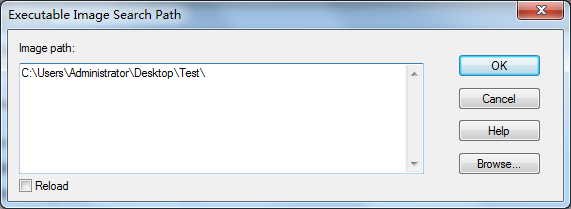 Executable Image Search Path
Image path:
C:\Users\Administrator\Desktop\Test\
OK
Cancel
Help
Browse...
Reload